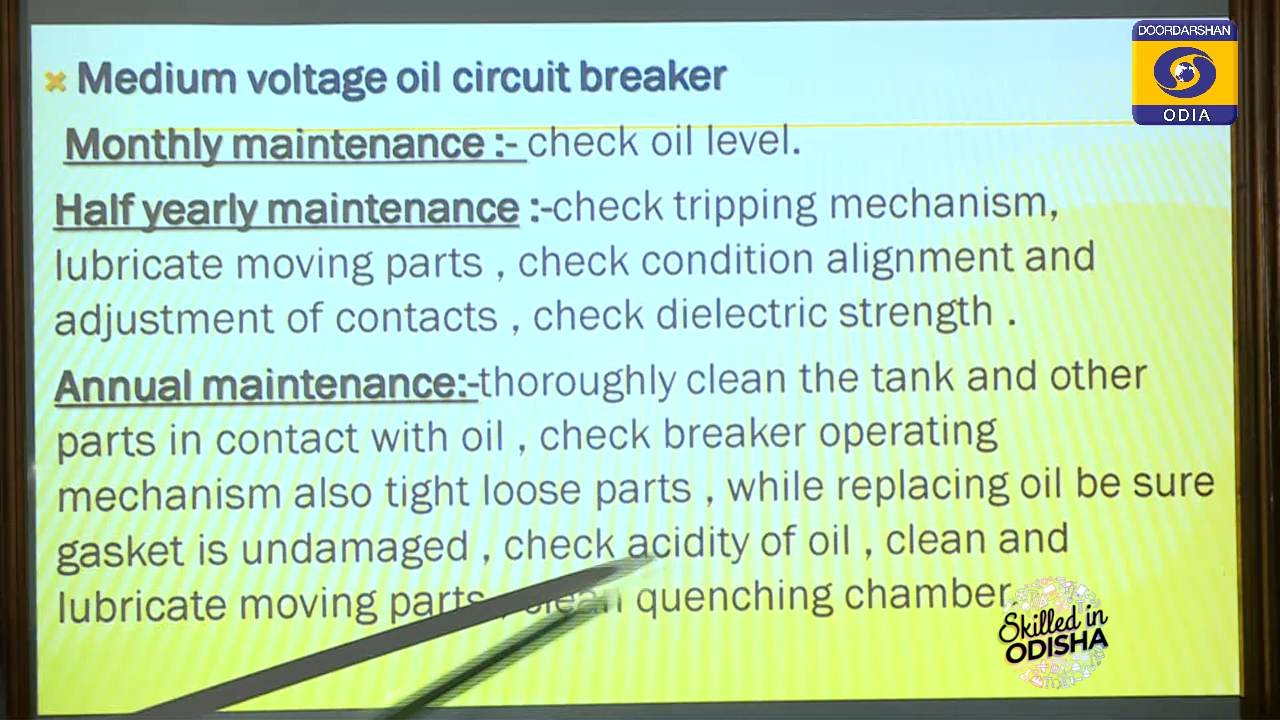 DOORDARSHAN
ODIA
Medium voltage oil circuit breaker
Monthly maintenance :- check oil level.
Half yearly maintenance :-check tripping mechanism,
lubricate moving parts , check condition alignment and
adjustment of contacts , check dielectric strength .
Annual maintenance:-thoroughly clean the tank and other
parts in contact with oil , check breaker operating
mechanism also tight loose parts , while replacing oil be sure
gasket is undamaged , check acidity of oil , clean and
lubricate moving parts , clean quenching chamber.
Skilled in
ODISHA